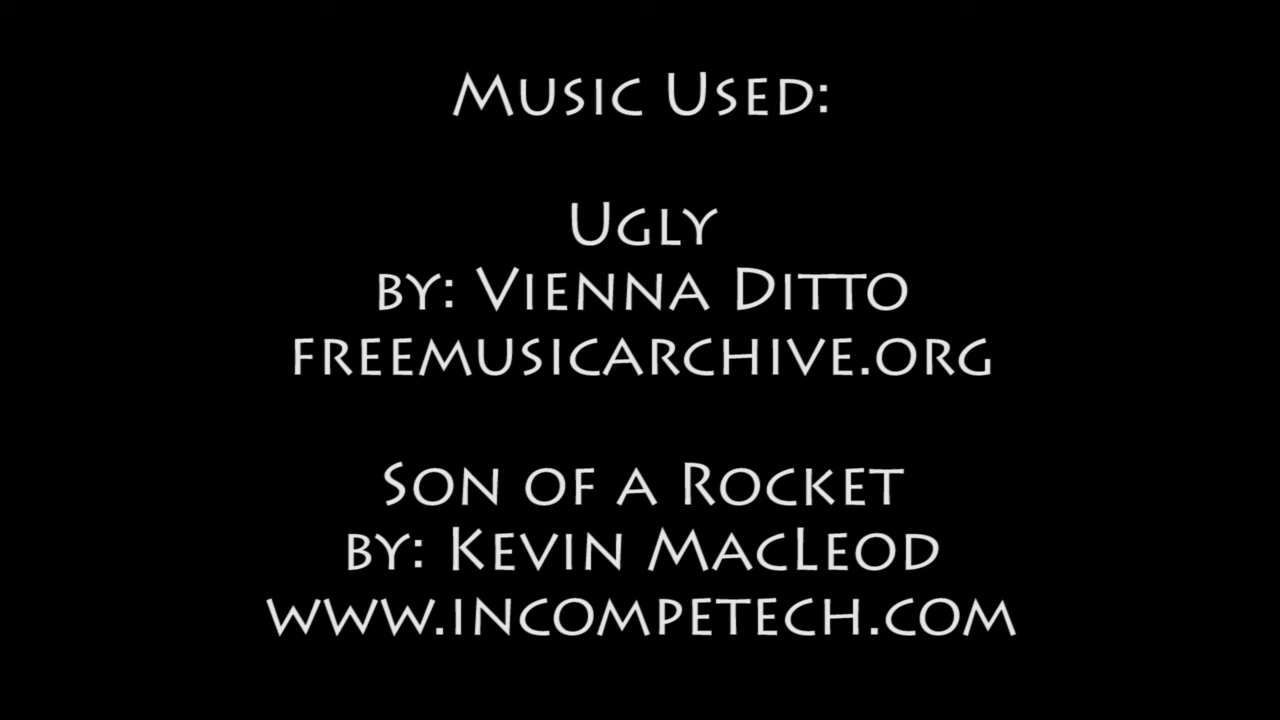 Music Used:
Ugly
by: Vienna Ditto
freemusicarchive.org
Son of a Rocket
by: Kevin MacLeod
www.incompetech.com